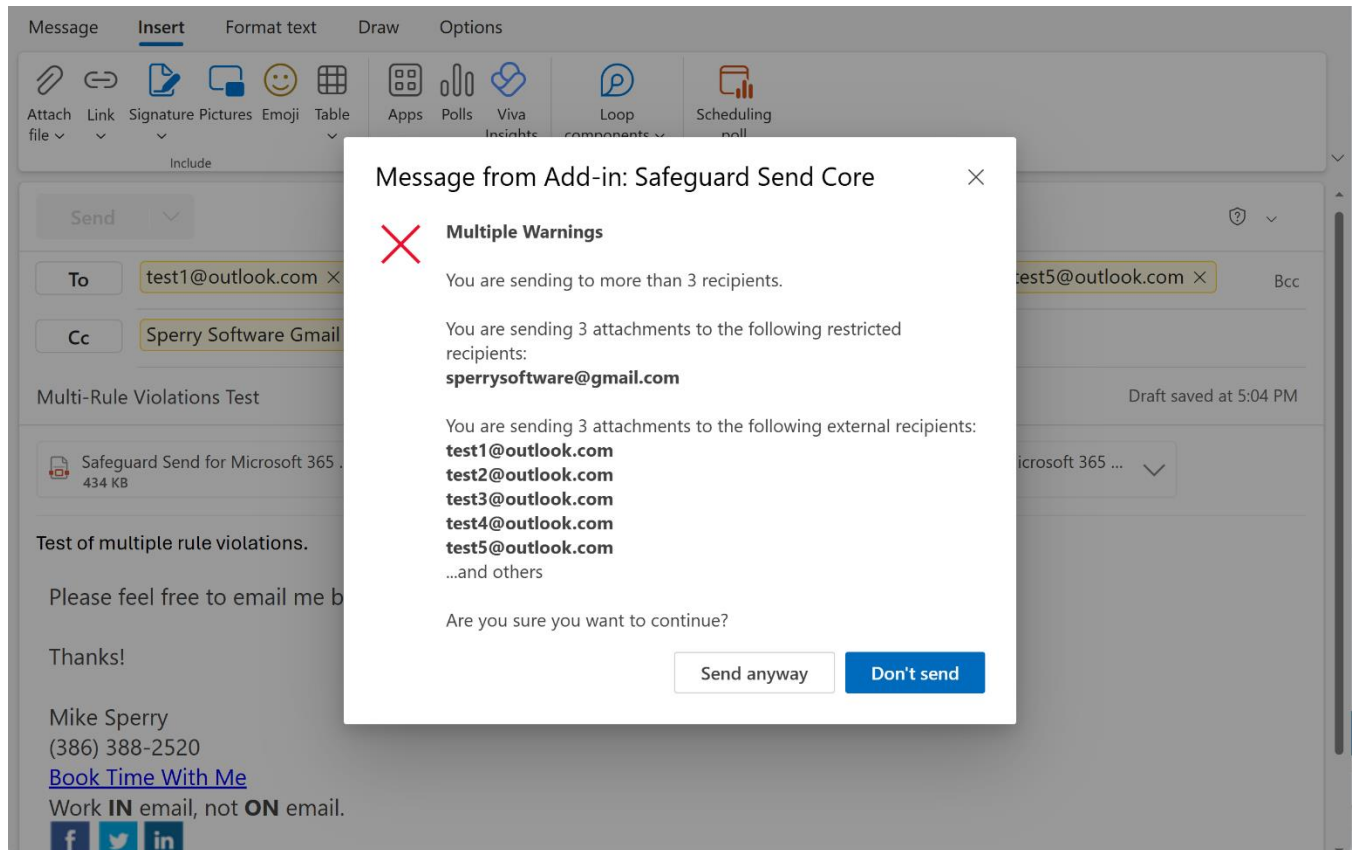 Message Insert Format text Draw Options
Attach file Link Signature Pictures Emoji Table Apps Polls Viva Insights Loop components Scheduling poll
Include
Send
To test1@outlook.com test5@outlook.com Bcc
Cc Sperry Software Gmail
Multi-Rule Violations Test Draft saved at 5:04 PM
Safeguard Send for Microsoft 365 ...
434 KB
icrosoft 365 ...
Test of multiple rule violations.
Please feel free to email me b
Thanks!
Mike Sperry
(386) 388-2520
Book Time With Me
Work IN email, not ON email.
f in
Message from Add-in: Safeguard Send Core
Multiple Warnings
You are sending to more than 3 recipients.
You are sending 3 attachments to the following restricted
recipients:
sperrysoftware@gmail.com
You are sending 3 attachments to the following external recipients:
test1@outlook.com
test2@outlook.com
test3@outlook.com
test4@outlook.com
test5@outlook.com
...and others
Are you sure you want to continue?
Send anyway Don't send